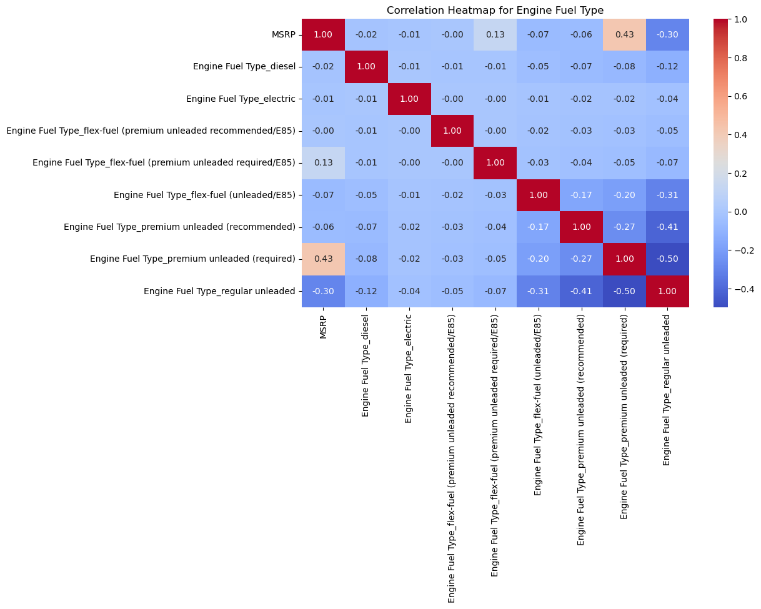 Correlation Heatmap for Engine Fuel Type
MSRP 1.00 -0.02 -0.01 -0.00 0.13 -0.07 -0.06 0.43 -0.30
Engine Fuel Type_diesel -0.02 1.00 -0.01 -0.01 -0.01 -0.05 -0.07 -0.08 -0.12
Engine Fuel Type_electric -0.01 -0.01 1.00 -0.00 -0.00 -0.01 -0.02 -0.02 -0.04
Engine Fuel Type_flex-fuel (premium unleaded recommended/E85) -0.00 -0.01 -0.00 1.00 -0.00 -0.02 -0.03 -0.03 -0.05
Engine Fuel Type_flex-fuel (premium unleaded required/E85) 0.13 -0.01 -0.00 -0.00 1.00 -0.03 -0.04 -0.05 -0.07
Engine Fuel Type_flex-fuel (unleaded/E85) -0.07 -0.05 -0.01 -0.02 -0.03 1.00 -0.17 -0.20 -0.31
Engine Fuel Type_premium unleaded (recommended) -0.06 -0.07 -0.02 -0.03 -0.04 -0.17 1.00 -0.27 -0.41
Engine Fuel Type_premium unleaded (required) 0.43 -0.08 -0.02 -0.03 -0.05 -0.20 -0.27 1.00 -0.50
Engine Fuel Type_regular unleaded -0.30 -0.12 -0.04 -0.05 -0.07 -0.31 -0.41 -0.50 1.00
MSRP
Engine Fuel Type_diesel
Engine Fuel Type_electric
Engine Fuel Type_flex-fuel (premium unleaded recommended/E85)
Engine Fuel Type_flex-fuel (premium unleaded required/E85)
Engine Fuel Type_flex-fuel (unleaded/E85)
Engine Fuel Type_premium unleaded (recommended)
Engine Fuel Type_premium unleaded (required)
Engine Fuel Type_regular unleaded
1.0
0.8
0.6
0.4
0.2
0.0
−0.2
−0.4